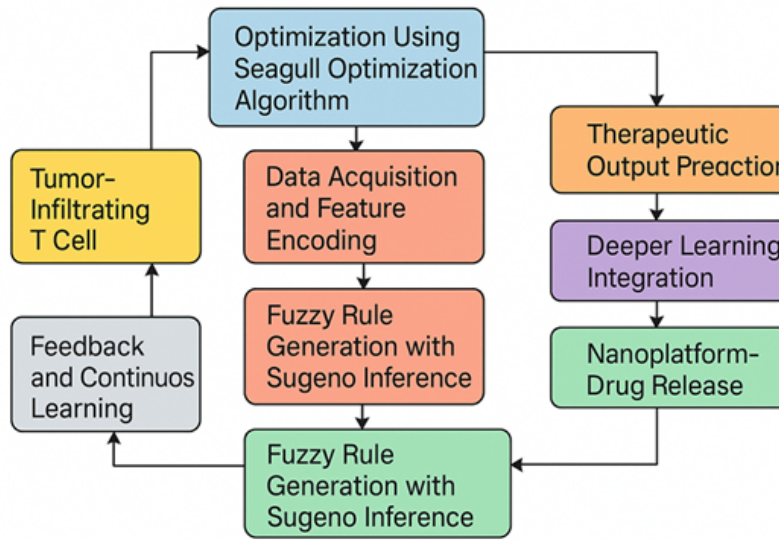 Optimization Using
Seagull Optimization
Algorithm
Tumor-
Infiltrating
T Cell
Data Acquisition
and Feature
Encoding
Therapeutic
Output Preaction
Deeper Learning
Integration
Feedback
and Continuos
Learning
Fuzzy Rule
Generation with
Sugeno Inference
Nanoplatform-
Drug Release
Fuzzy Rule
Generation with
Sugeno Inference